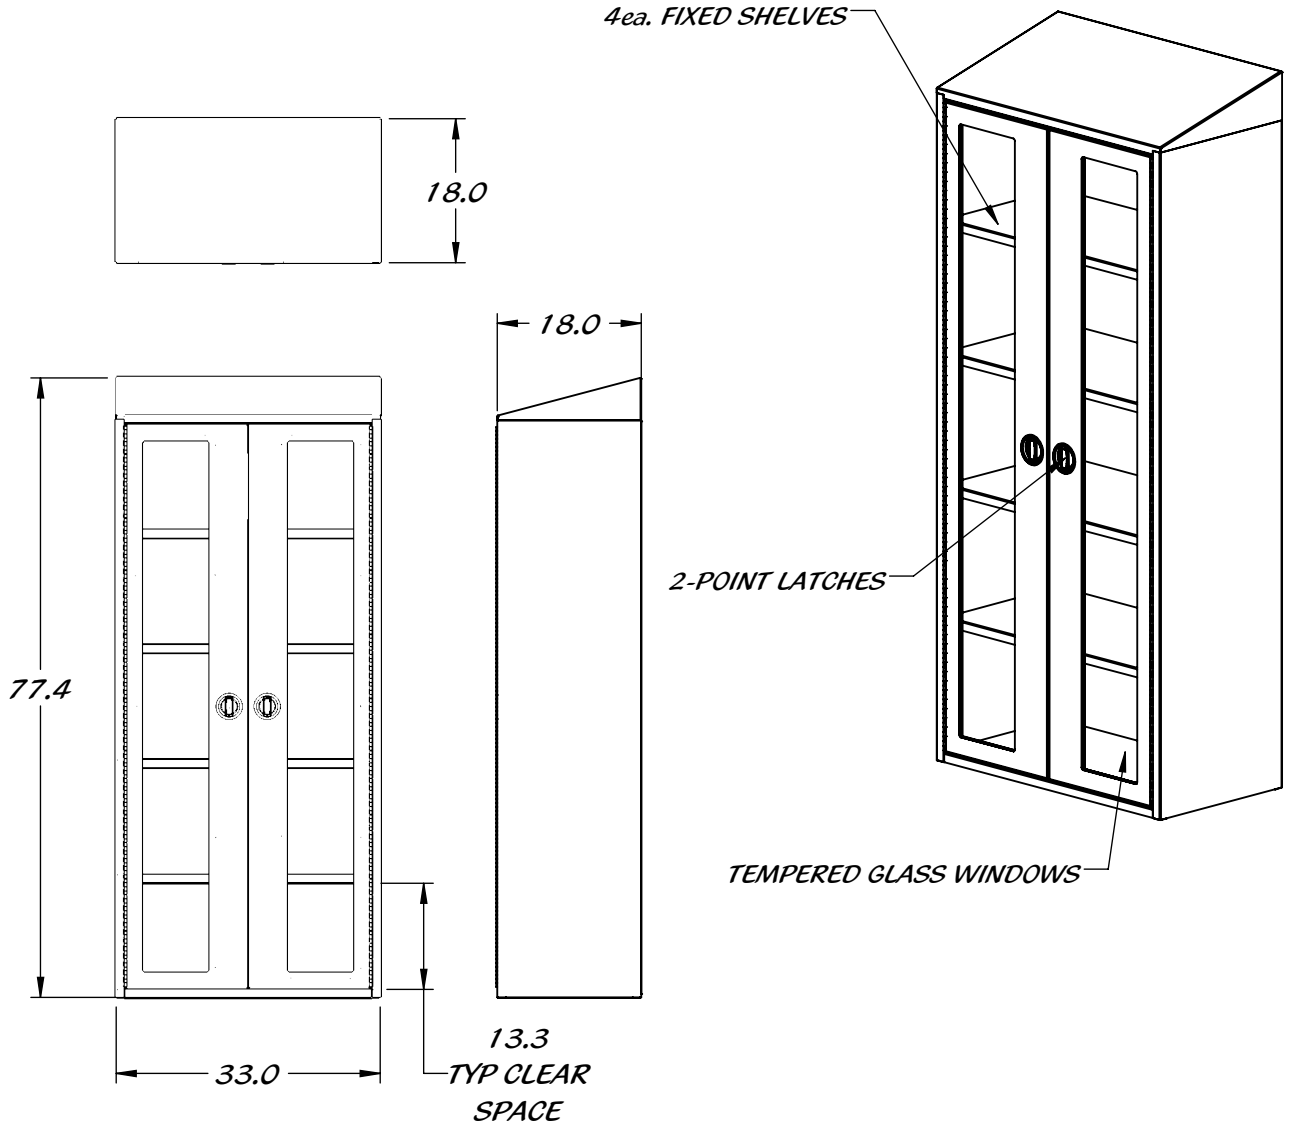 4ea. FIXED SHELVES
18.0
18.0
77.4
2-POINT LATCHES
TEMPERED GLASS WINDOWS
33.0
13.3
TYP CLEAR
SPACE